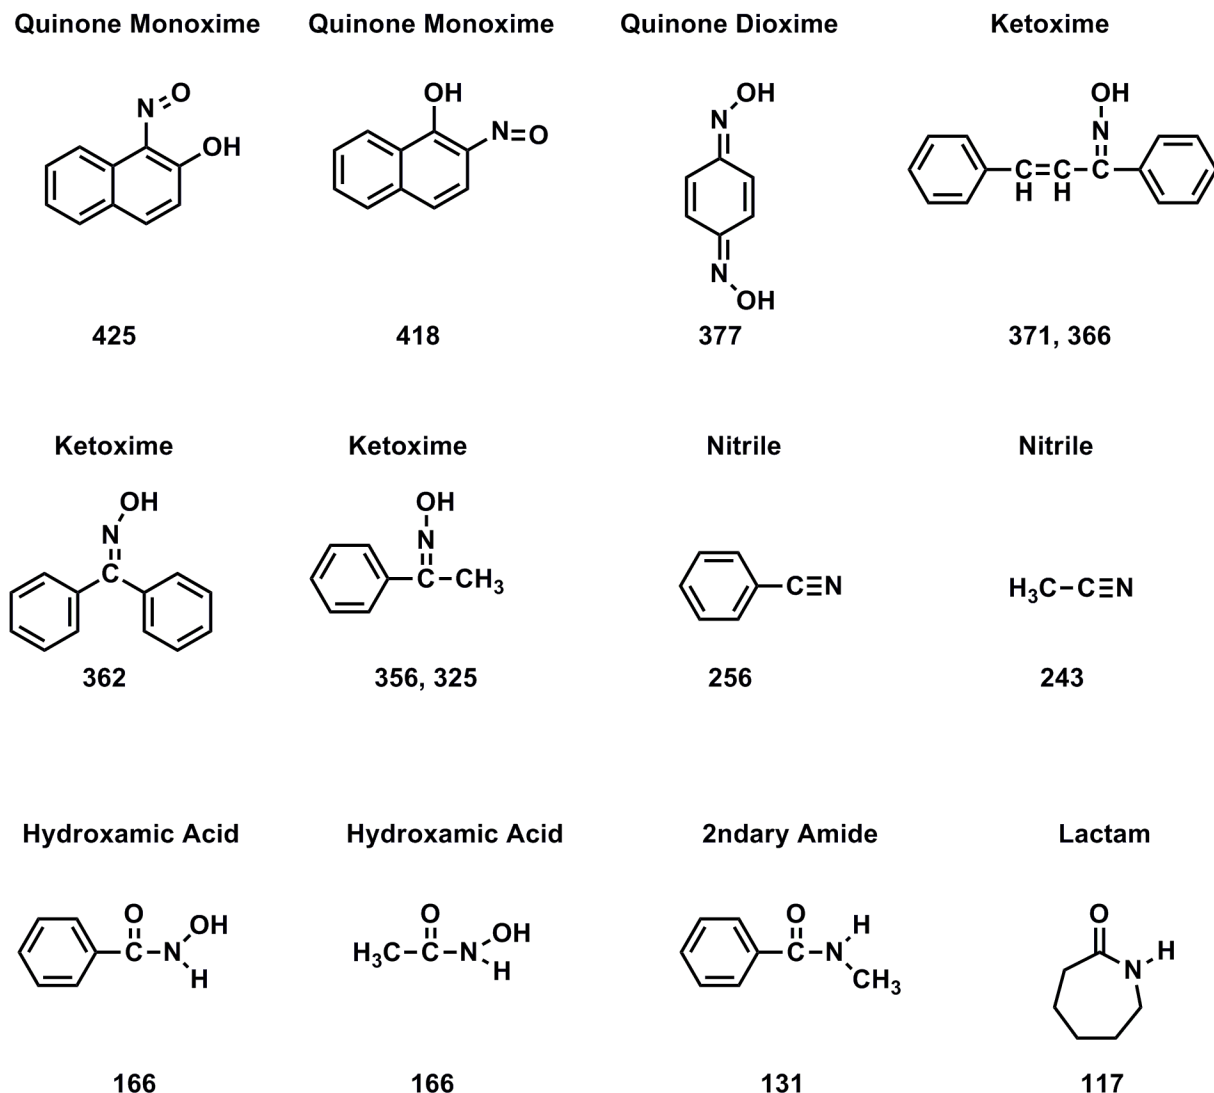 Quinone Monoxime Quinone Monoxime Quinone Dioxime Ketoxime
N=O OH
OH N=O
N OH
N OH
OH N C=C-C H H
425 418 377 371, 366
Ketoxime Ketoxime Nitrile Nitrile
OH N C
OH N C-CH3
C≡N
H3C-C≡N
362 356, 325 256 243
Hydroxamic Acid Hydroxamic Acid 2ndary Amide Lactam
O C-N OH H
O H3C-C-N OH H
O C-N H CH3
O N H
166 166 131 117